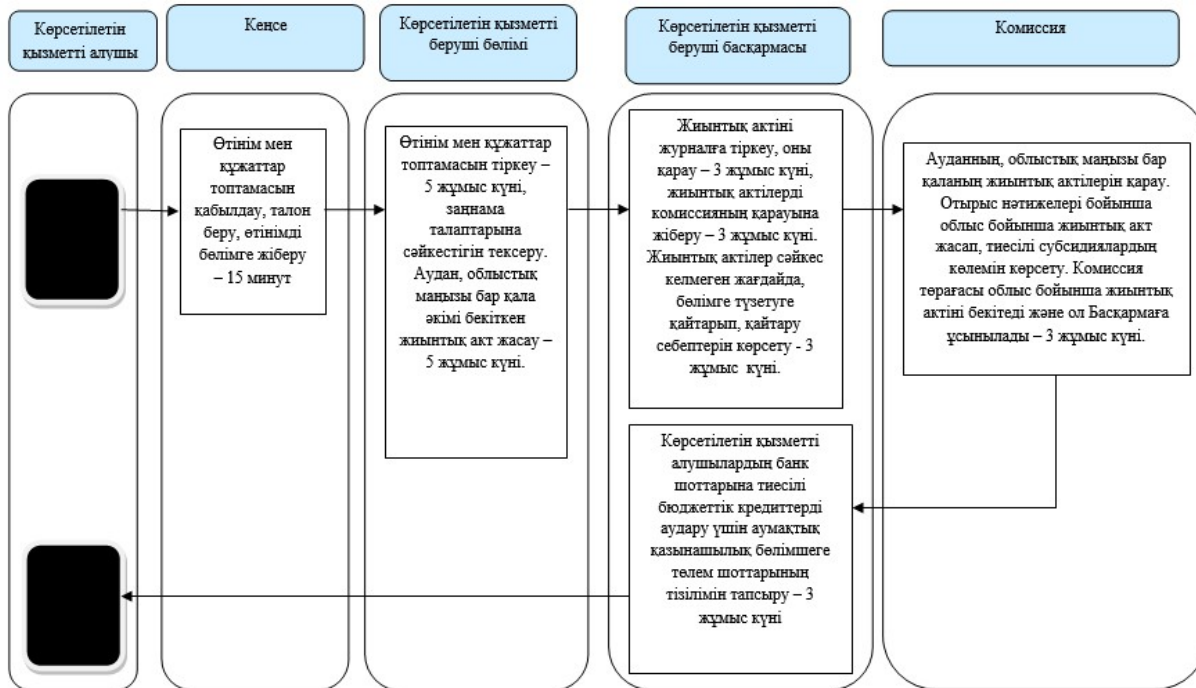 Көрсетілетін
қызметті алушы
Кеңсе
Көрсетілетін қызметті
беруші бөлімі
Көрсетілетін қызметті
беруші басқармасы
Комиссия
Өтінім мен
құжаттар
топтамасын
қабылдау, талон
беру, өтінімді
бөлімге жіберу
– 15 минут
Өтінім мен құжаттар
топтамасын тіркеу –
5 жұмыс күні,
заңнама
талаптарына
сәйкестігін тексеру.
Аудан, облыстық
маңызы бар қала
әкімі бекіткен
жиынтық акт жасау –
5 жұмыс күні.
Жиынтық актіні
журналға тіркеу, оны
қарау – 3 жұмыс күні,
жиынтық актілерді
комиссияның қарауына
жіберу – 3 жұмыс күні.
Жиынтық актілер сәйкес
келмеген жағдайда,
бөлімге түзетуге
қайтарып, қайтару
себептерін көрсету - 3
жұмыс күні.
Ауданның, облыстық маңызы бар
қаланың жиынтық актілерін қарау.
Отырыс нәтижелері бойынша
облыс бойынша жиынтық акт
жасап, тиесілі субсидиялардың
көлемін көрсету. Комиссия
төрағасы облыс бойынша жиынтық
актіні бекітеді және ол Басқармаға
ұсынылады – 3 жұмыс күні.
Көрсетілетін қызметті
алушылардың банк
шоттарына тиесілі
бюджеттік кредиттерді
аудару үшін аумақтық
қазынашылық бөлімшеге
төлем шоттарының
тізілімін тапсыру – 3
жұмыс күні